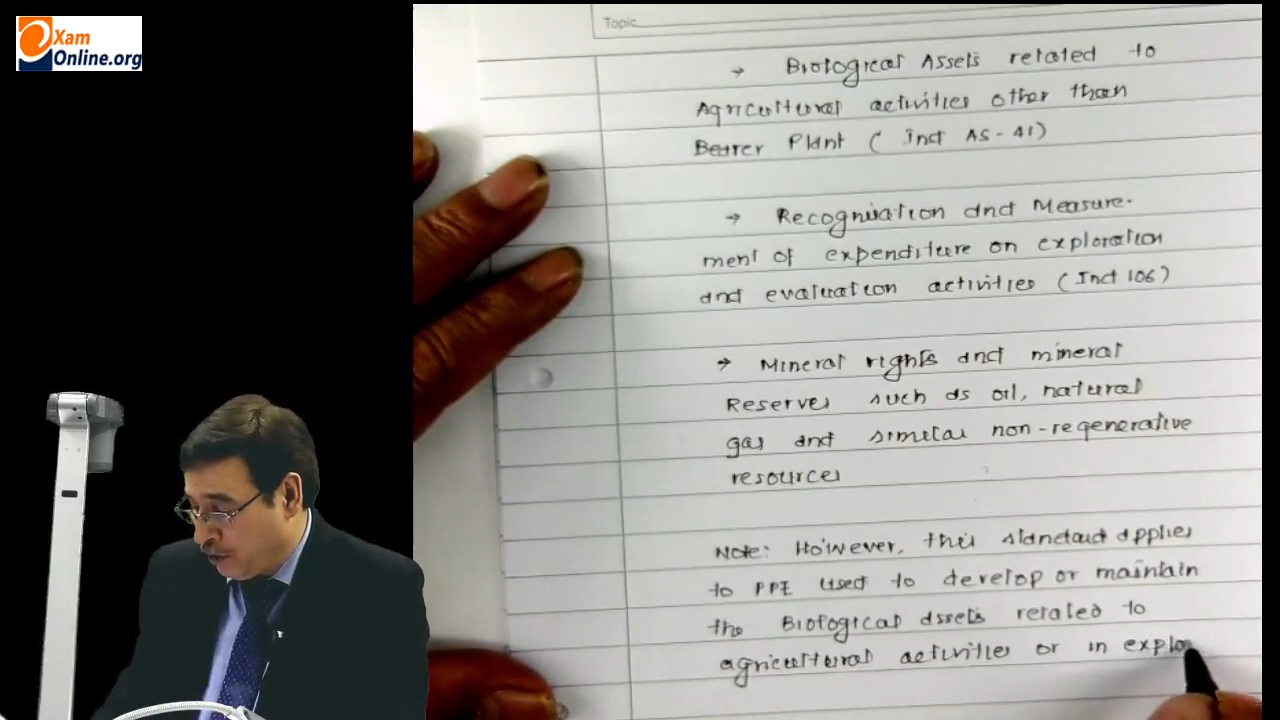 Xam
Online.org
Topic
→ Biological Assets related to
Agricultural activities other than
Bearer Plant ( Ind AS-41)
→ Recognisation and Measure-
ment of expenditure on exploration
and evaluation activities (Ind 106)
→ Mineral rights and mineral
Reserves such as oil, natural
gas and similar non-regenerative
resources
Note: However, this standard applies
to PPE used to develop or maintain
the Biological assets related to
agricultural activities or in explo